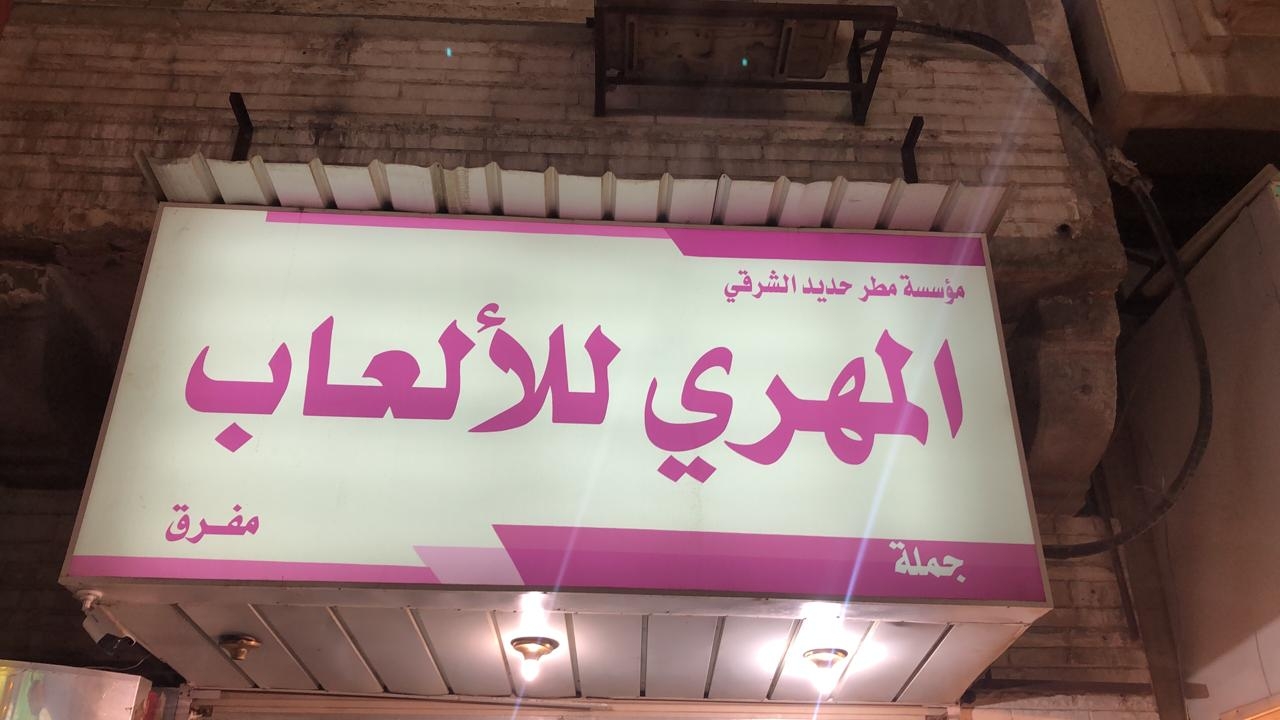 مؤسسة مطر حديد الشرقي
المهري للألعاب
جملة
مفرق